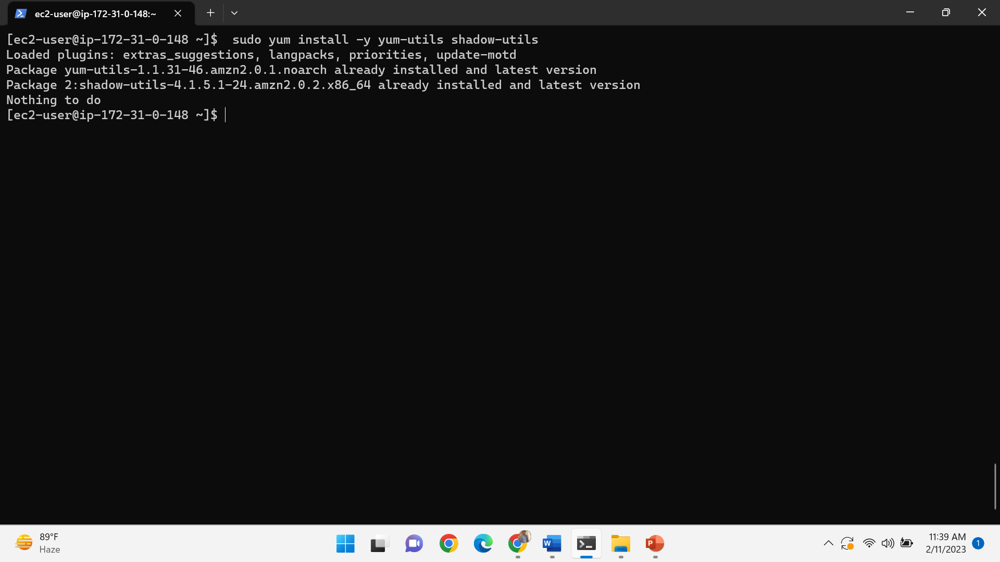 ec2-user@ip-172-31-0-148:~
[ec2-user@ip-172-31-0-148 ~]$  sudo yum install -y yum-utils shadow-utils
Loaded plugins: extras_suggestions, langpacks, priorities, update-motd
Package yum-utils-1.1.31-46.amzn2.0.1.noarch already installed and latest version
Package 2:shadow-utils-4.1.5.1-24.amzn2.0.2.x86_64 already installed and latest version
Nothing to do
[ec2-user@ip-172-31-0-148 ~]$
89°F
Haze
W
P
11:39 AM
2/11/2023
1